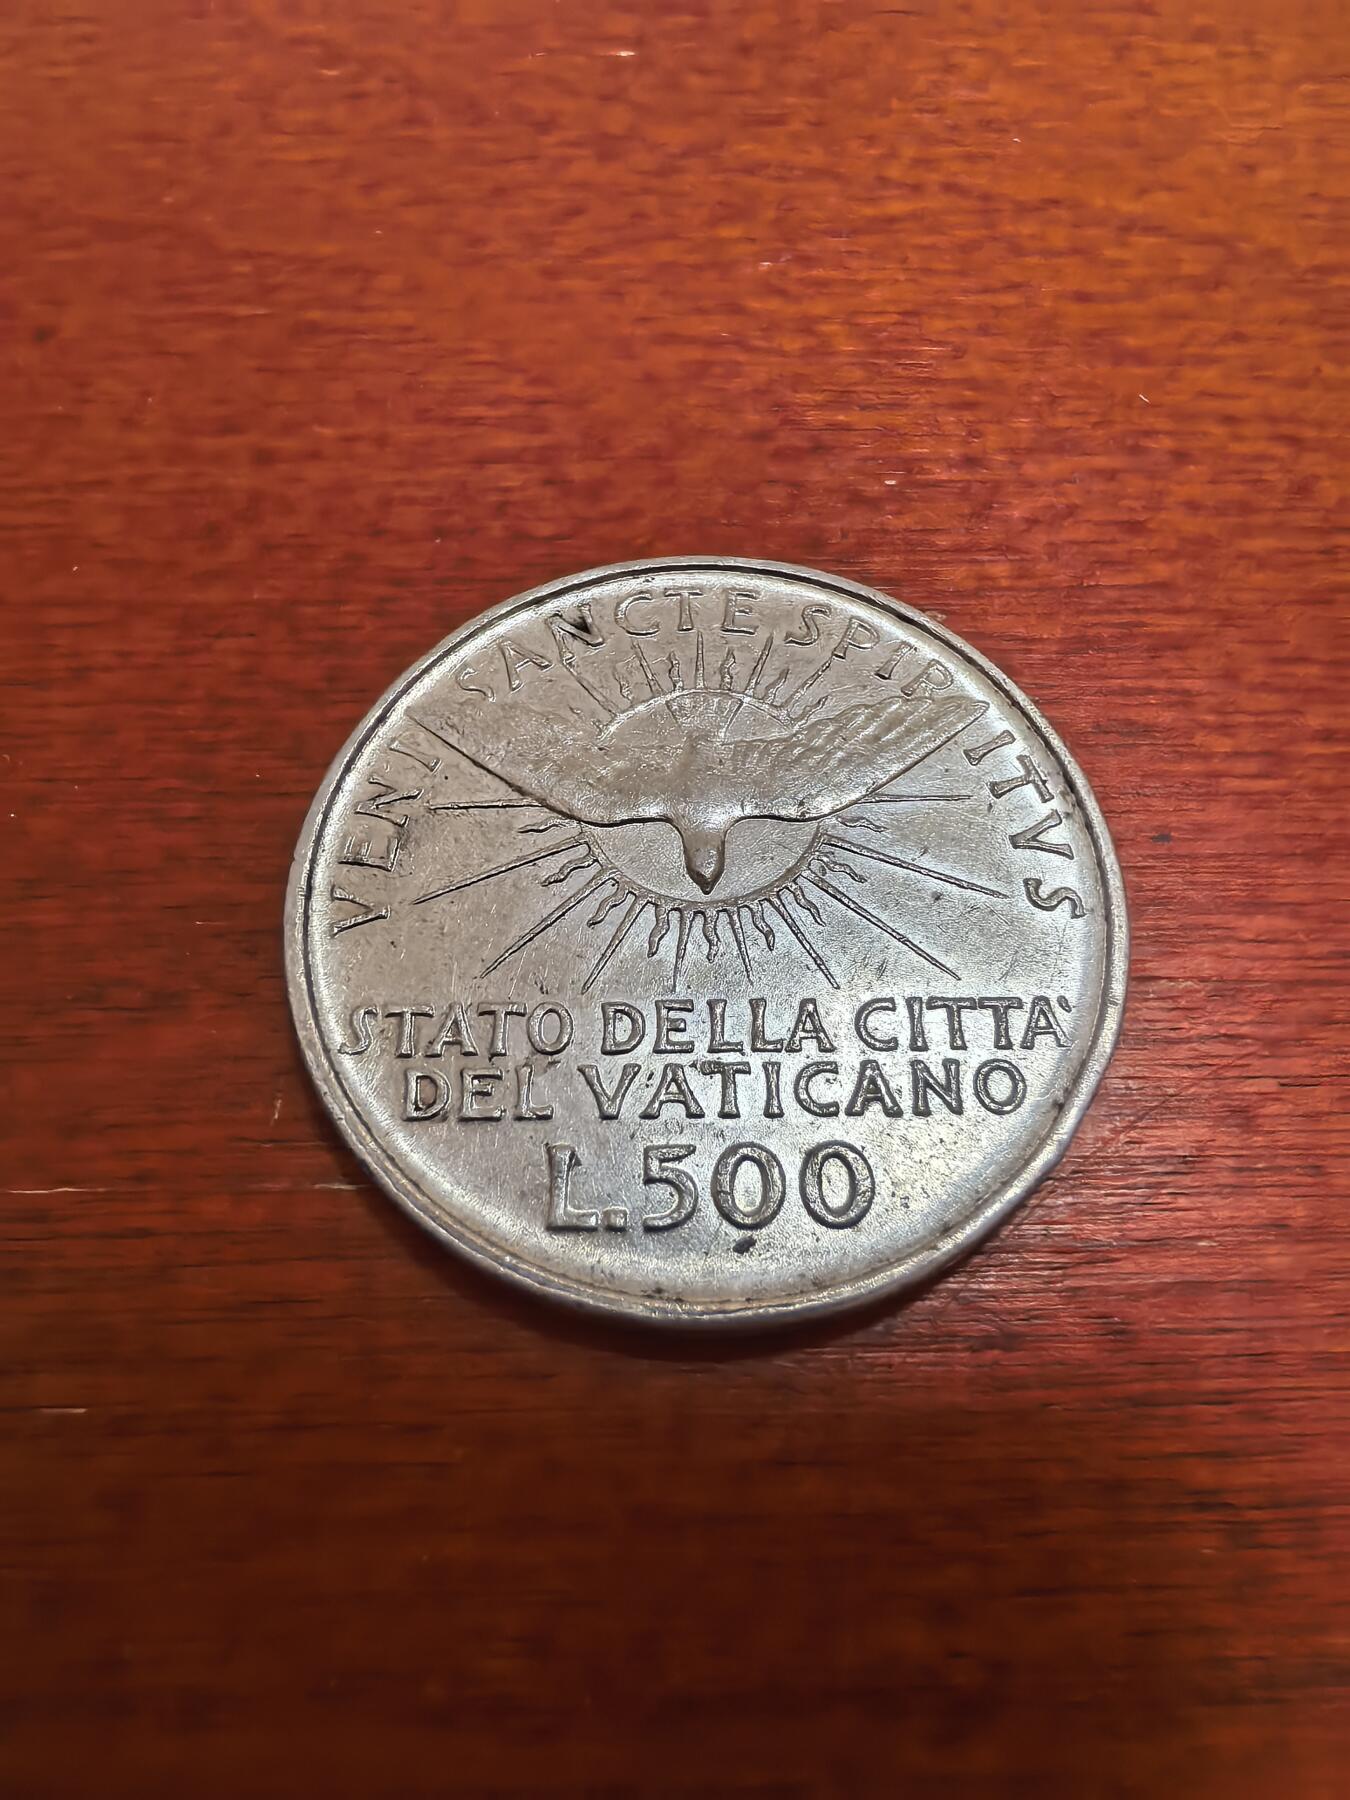 VENI SANCTE SPIRITVS
STATO DELLA CITTA'
DEL VATICANO
L.500